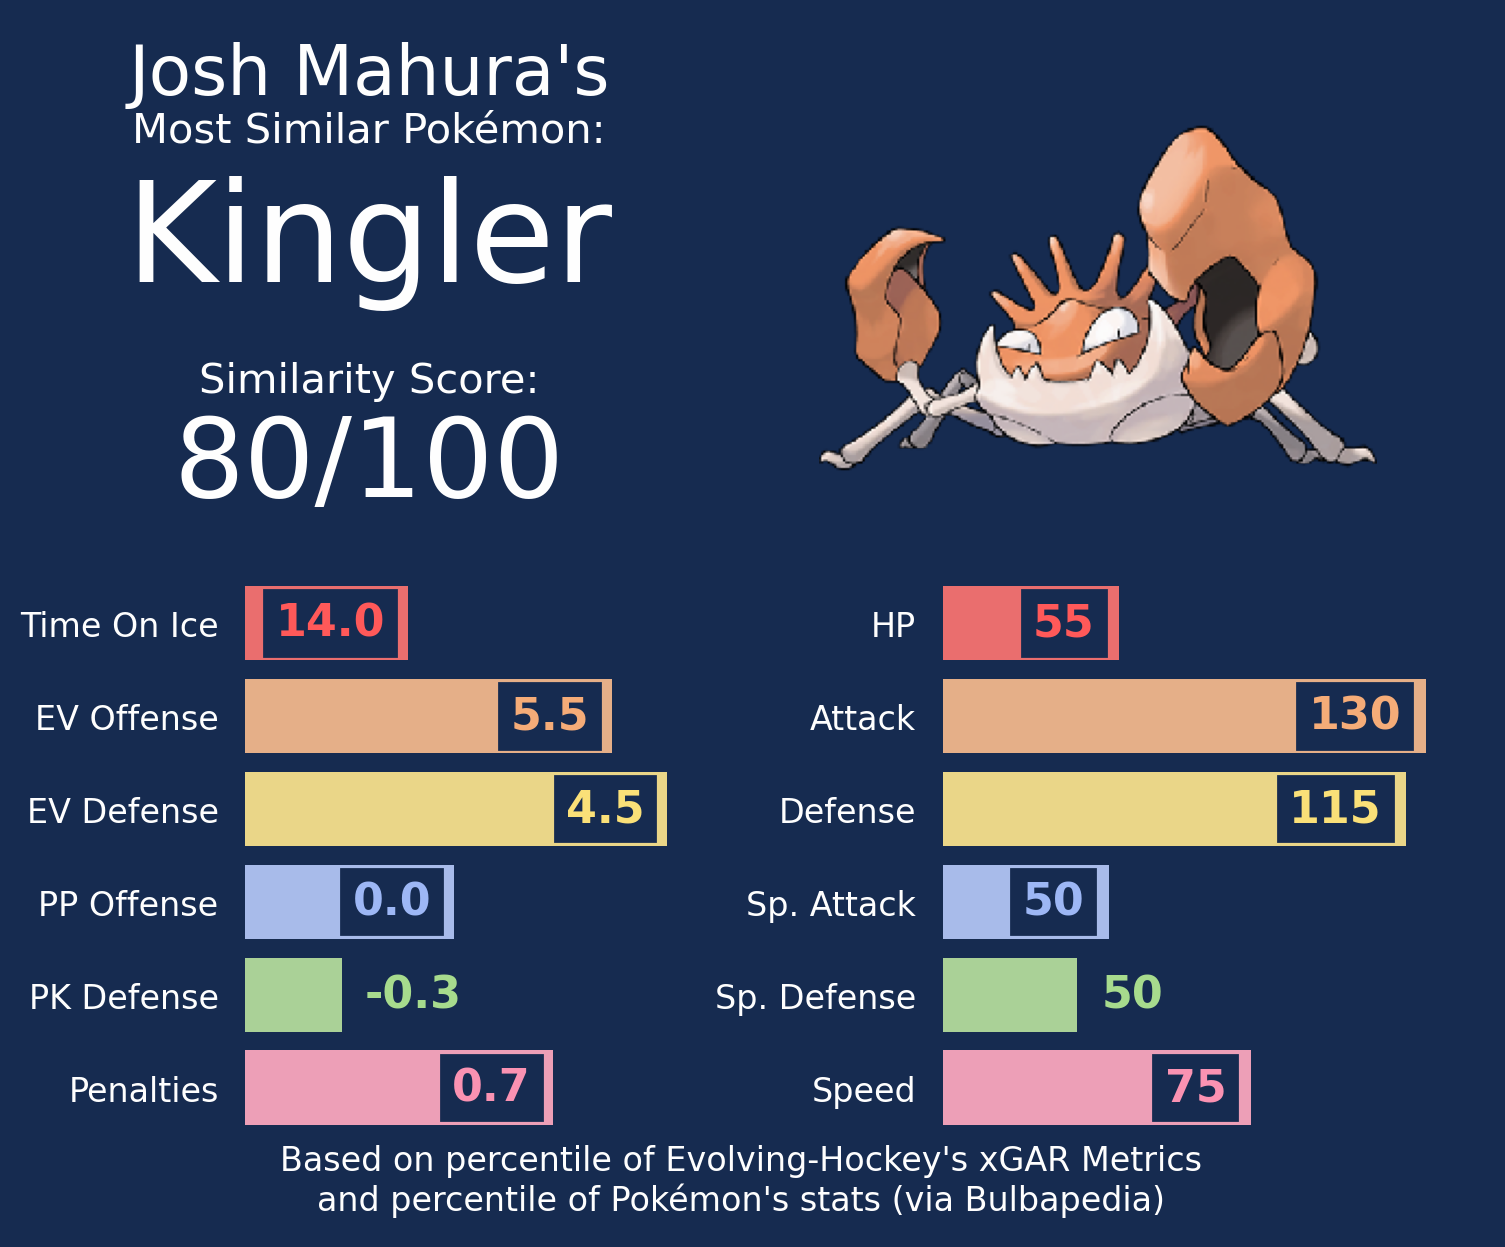 Josh Mahura's
Most Similar Pokémon:
Kingler
Similarity Score:
80/100
Time On Ice 14.0
EV Offense 5.5
EV Defense 4.5
PP Offense 0.0
PK Defense -0.3
Penalties 0.7
HP 55
Attack 130
Defense 115
Sp. Attack 50
Sp. Defense 50
Speed 75
Based on percentile of Evolving-Hockey's xGAR Metrics
and percentile of Pokémon's stats (via Bulbapedia)